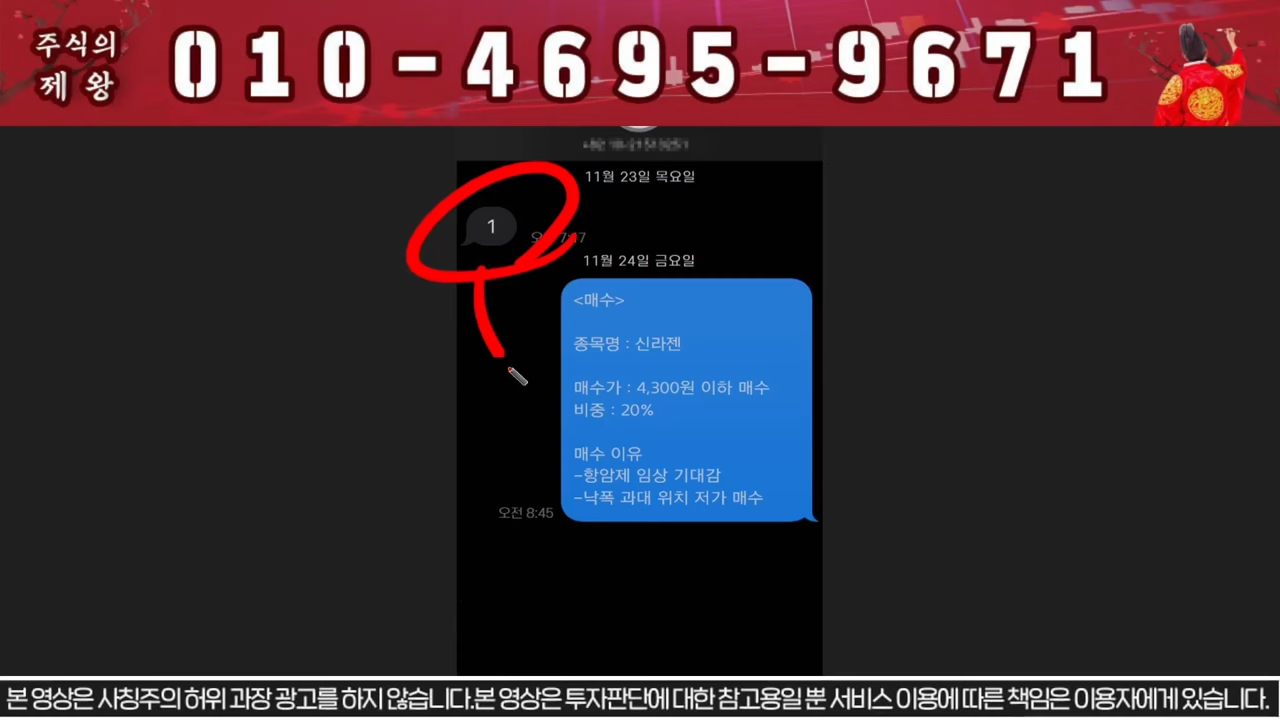 주식의
제왕
010-4695-9671
11월 23일 목요일
1
11월 24일 금요일
<매수>
종목명 : 신라젠
매수가 : 4,300원 이하 매수
비중 : 20%
매수 이유
-항암제 임상 기대감
-낙폭 과대 위치 저가 매수
오전 8:45
본 영상은 사칭주의 허위 과장 광고를 하지 않습니다.본 영상은 투자판단에 대한 참고용일 뿐 서비스 이용에 따른 책임은 이용자에게 있습니다.